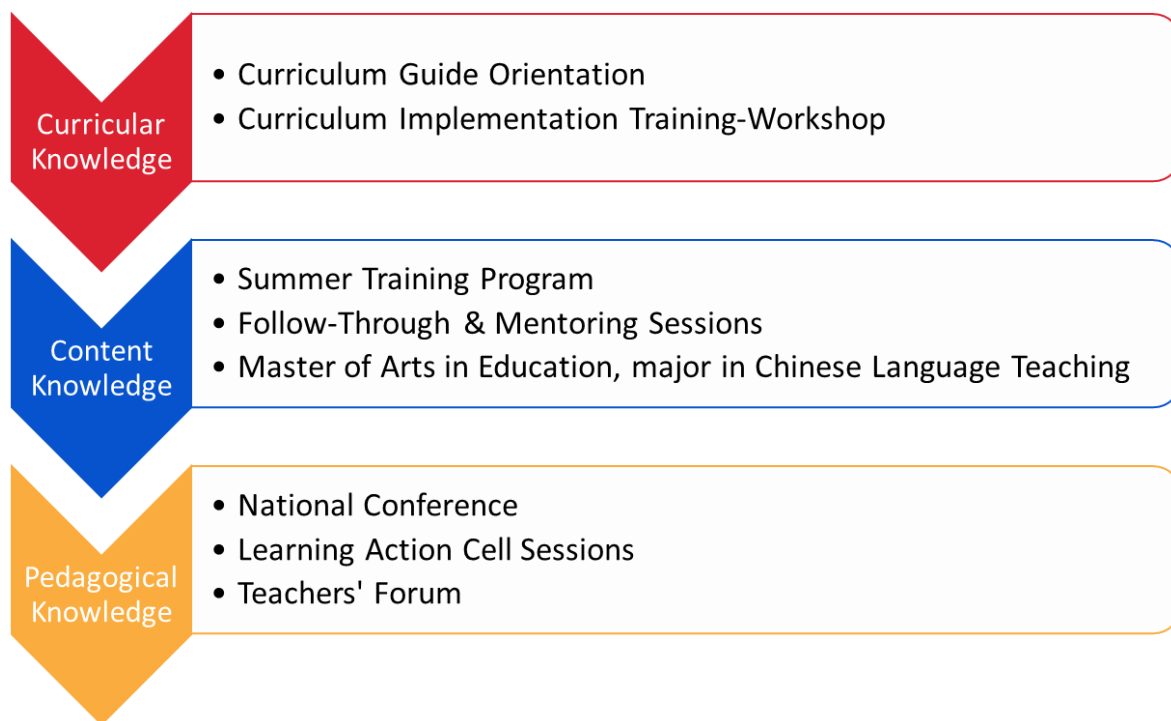 Curricular
Knowledge
• Curriculum Guide Orientation
• Curriculum Implementation Training-Workshop
Content
Knowledge
• Summer Training Program
• Follow-Through & Mentoring Sessions
• Master of Arts in Education, major in Chinese Language Teaching
Pedagogical
Knowledge
• National Conference
• Learning Action Cell Sessions
• Teachers' Forum